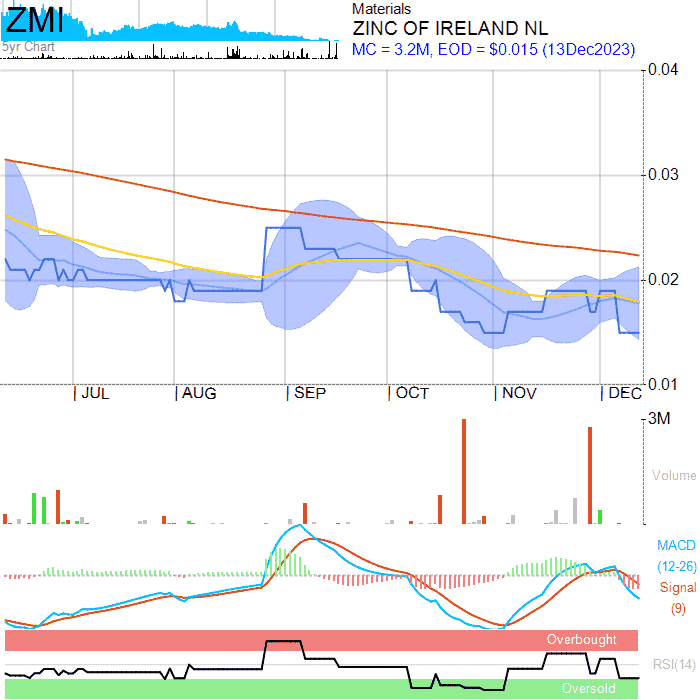 ZMI
5yr Chart
Materials
ZINC OF IRELAND NL
MC = 3.2M, EOD = $0.015 (13Dec2023)
0.04
0.03
0.02
0.01
JUL
AUG
SEP
OCT
NOV
DEC
3M
Volume
MACD
(12-26)
Signal
(9)
Overbought
RSI(14)
Oversold